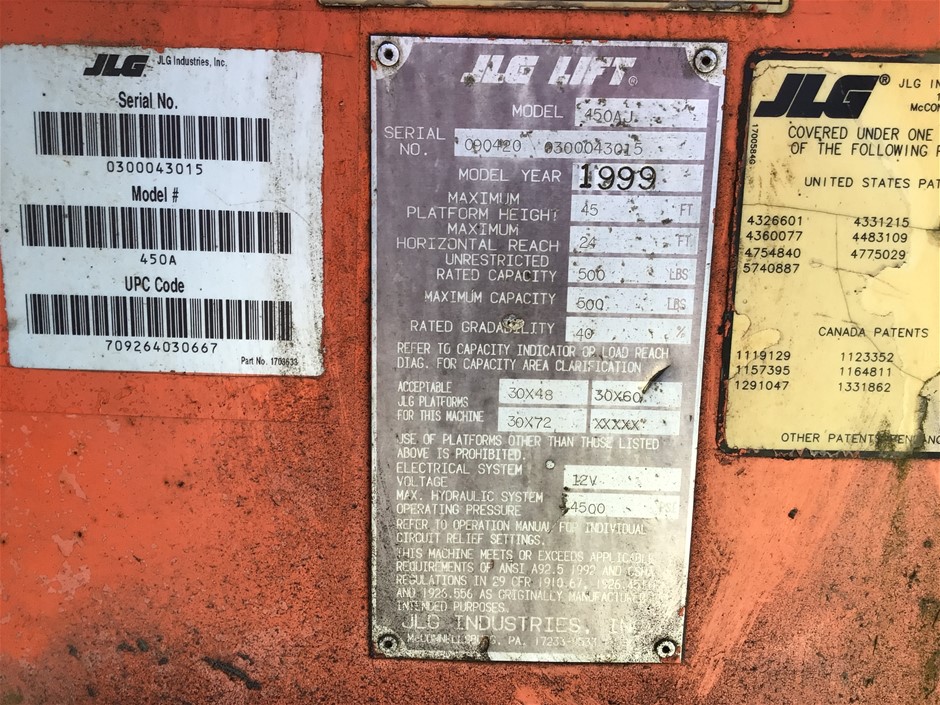 JLG JLG Industries, Inc.
Serial No.
0300043015
Model #
450A
UPC Code
709264030667
Part No. 1703633
JLG LIFT®
MODEL 450AJ
SERIAL NO. 090420 0300043015
MODEL YEAR 1999
MAXIMUM
PLATFORM HEIGHT 45 FT
MAXIMUM
HORIZONTAL REACH 24 FT
UNRESTRICTED
RATED CAPACITY 500 LBS
MAXIMUM CAPACITY 500 LBS
RATED GRADABILITY 40 %
REFER TO CAPACITY INDICATOR OR LOAD REACH
DIAG. FOR CAPACITY AREA CLARIFICATION
ACCEPTABLE 30X48 30X60
JLG PLATFORMS
FOR THIS MACHINE 30X72 XXXXX
USE OF PLATFORMS OTHER THAN THOSE LISTED
ABOVE IS PROHIBITED.
ELECTRICAL SYSTEM
VOLTAGE 12V
MAX. HYDRAULIC SYSTEM
OPERATING PRESSURE 4500
REFER TO OPERATION MANUAL FOR INDIVIDUAL
CIRCUIT RELIEF SETTINGS.
THIS MACHINE MEETS OR EXCEEDS
REQUIREMENTS OF ANSI A92.5 1992 AND OSHA
REGULATIONS IN 29 CFR 1910.67,
AND 1926.556 AS ORIGINALLY
INTENDED PURPOSES.
JLG INDUSTRIES,
PA. 17233
JLG® JLG IN
McCON
1700584G
COVERED UNDER ONE
OF THE FOLLOWING
UNITED STATES PAT
4326601 4331215
4360077 4483109
4754840 4775029
5740887
CANADA PATENTS
1119129 1123352
1157395 1164811
1291047 1331862
OTHER PATENTS